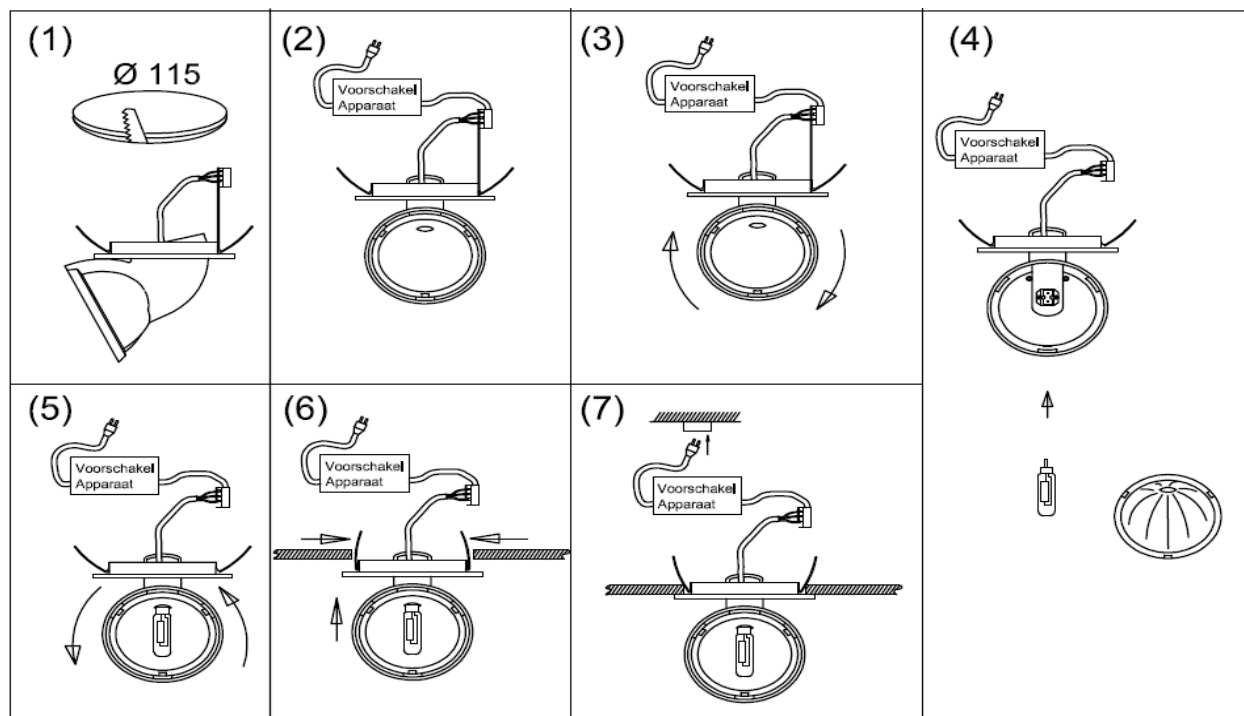 (1)
Ø 115
(2)
Voorschakel
Apparaat
(3)
Voorschakel
Apparaat
(4)
Voorschakel
Apparaat
(5)
Voorschakel
Apparaat
(6)
Voorschakel
Apparaat
(7)
Voorschakel
Apparaat